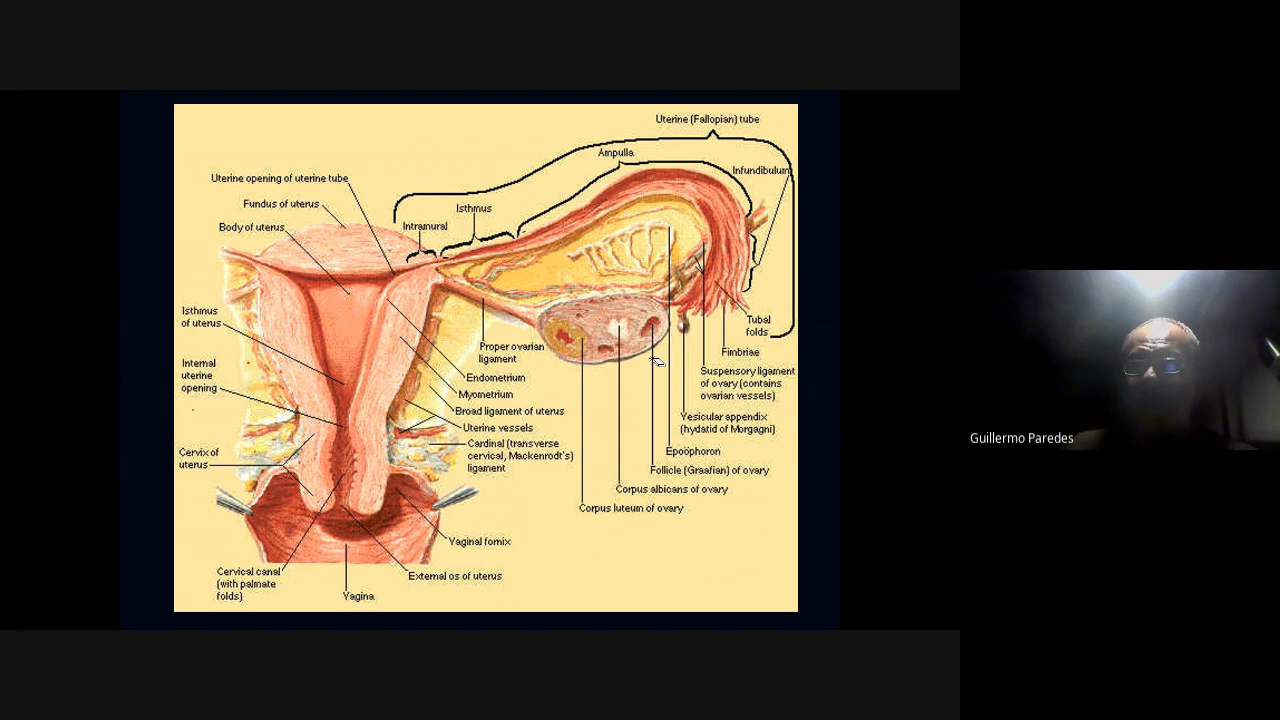 Uterine (Fallopian) tube
Ampulla
Infundibulum
Uterine opening of uterine tube
Fundus of uterus
Isthmus
Body of uterus
Intramural
Isthmus
of uterus
Internal
uterine
opening
Cervix of
uterus
Proper ovarian
ligament
Endometrium
Myometrium
Broad ligament of uterus
Uterine vessels
Cardinal (transverse
cervical, Mackenrodt's)
ligament
Tubal
folds
Fimbriae
Suspensory ligament
of ovary (contains
ovarian vessels)
Vesicular appendix
(hydatid of Morgagni)
Epoöphoron
Follicle (Graafian) of ovary
Corpus albicans of ovary
Corpus luteum of ovary
Vaginal fornix
External os of uterus
Cervical canal
(with palmate
folds)
Vagina
Guillermo Paredes